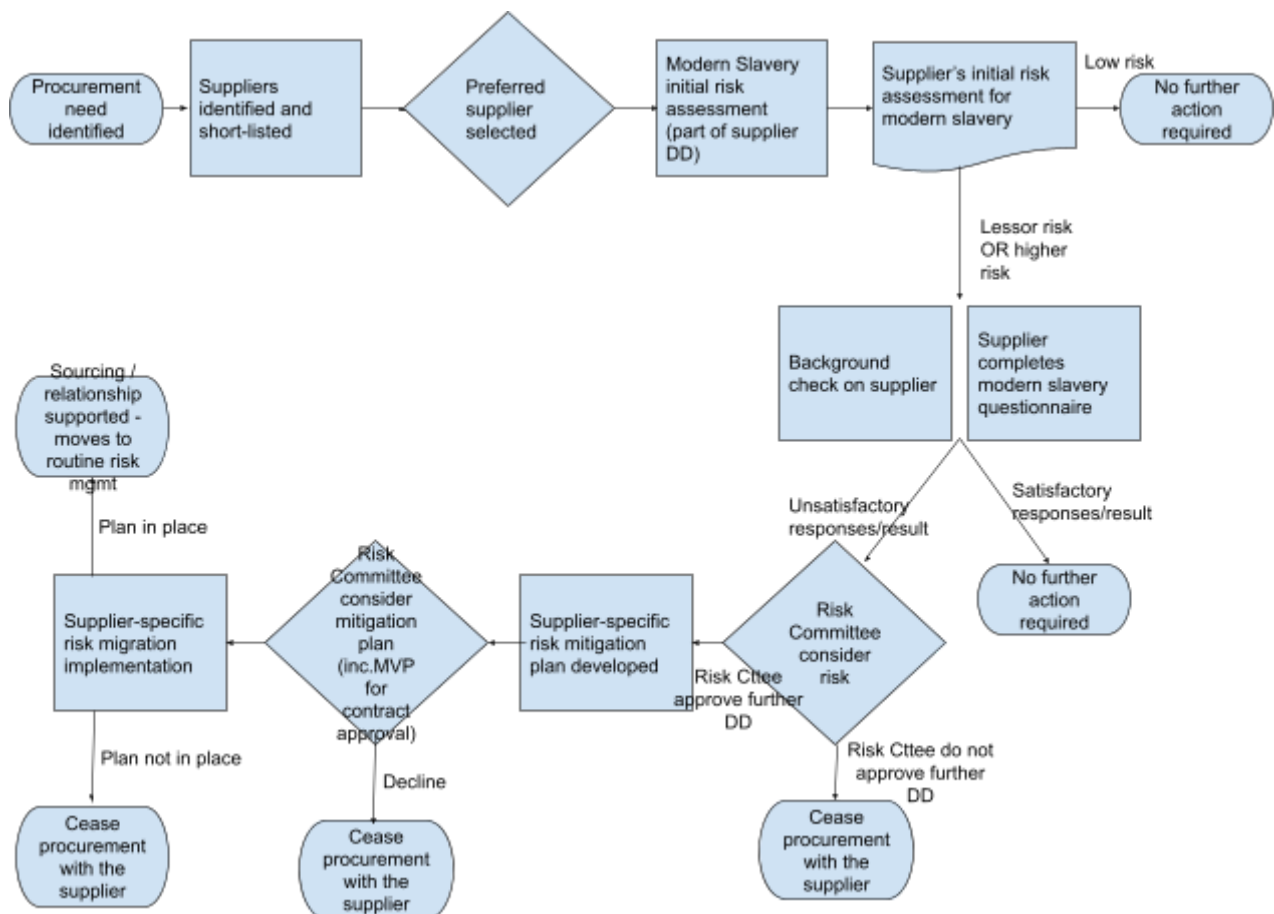 Procurement
need
identified
Suppliers
identified and
short-listed
Preferred
supplier
selected
Modern Slavery
initial risk
assessment
(part of supplier
DD)
Supplier's initial risk
assessment for
modern slavery
Low risk
No further
action
required
Lessor risk
OR higher
risk
Background
check on supplier
Supplier
completes
modern slavery
questionnaire
Unsatisfactory
responses/result
Satisfactory
responses/result
No further
action
required
Risk
Committee
consider
risk
Risk Cttee do not
approve further
DD
Cease
procurement
with the
supplier
Risk Cttee
approve further
DD
Supplier-specific
risk mitigation
plan developed
Risk
Committee
consider
mitigation
plan
(inc.MVP
for
contract
approval)
Decline
Cease
procurement
with the
supplier
Supplier-specific
risk migration
implementation
Plan in place
Sourcing /
relationship
supported -
moves to
routine risk
mgmt
Plan not in place
Cease
procurement
with the
supplier